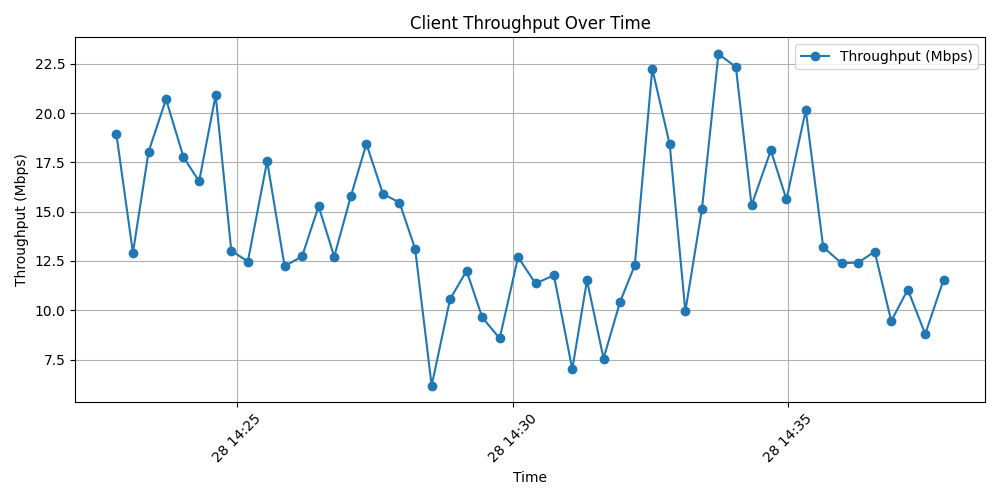 Client Throughput Over Time
Throughput (Mbps)
Throughput (Mbps)
22.5
20.0
17.5
15.0
12.5
10.0
7.5
28 14:25
28 14:30
28 14:35
Time